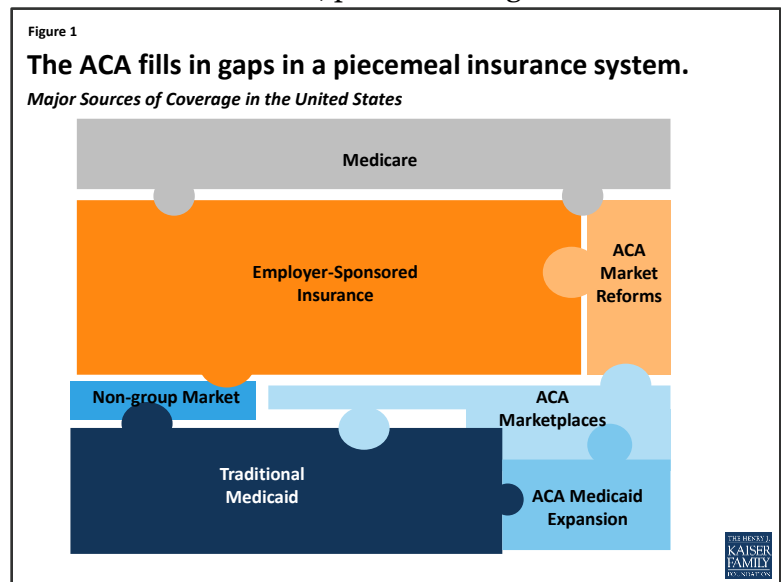 Figure 1
The ACA fills in gaps in a piecemeal insurance system.
Major Sources of Coverage in the United States
Medicare
Employer-Sponsored
Insurance
ACA
Market
Reforms
Non-group Market
ACA
Marketplaces
Traditional
Medicaid
ACA Medicaid
Expansion
THE HENRY J.
KAISER
FAMILY
FOUNDATION